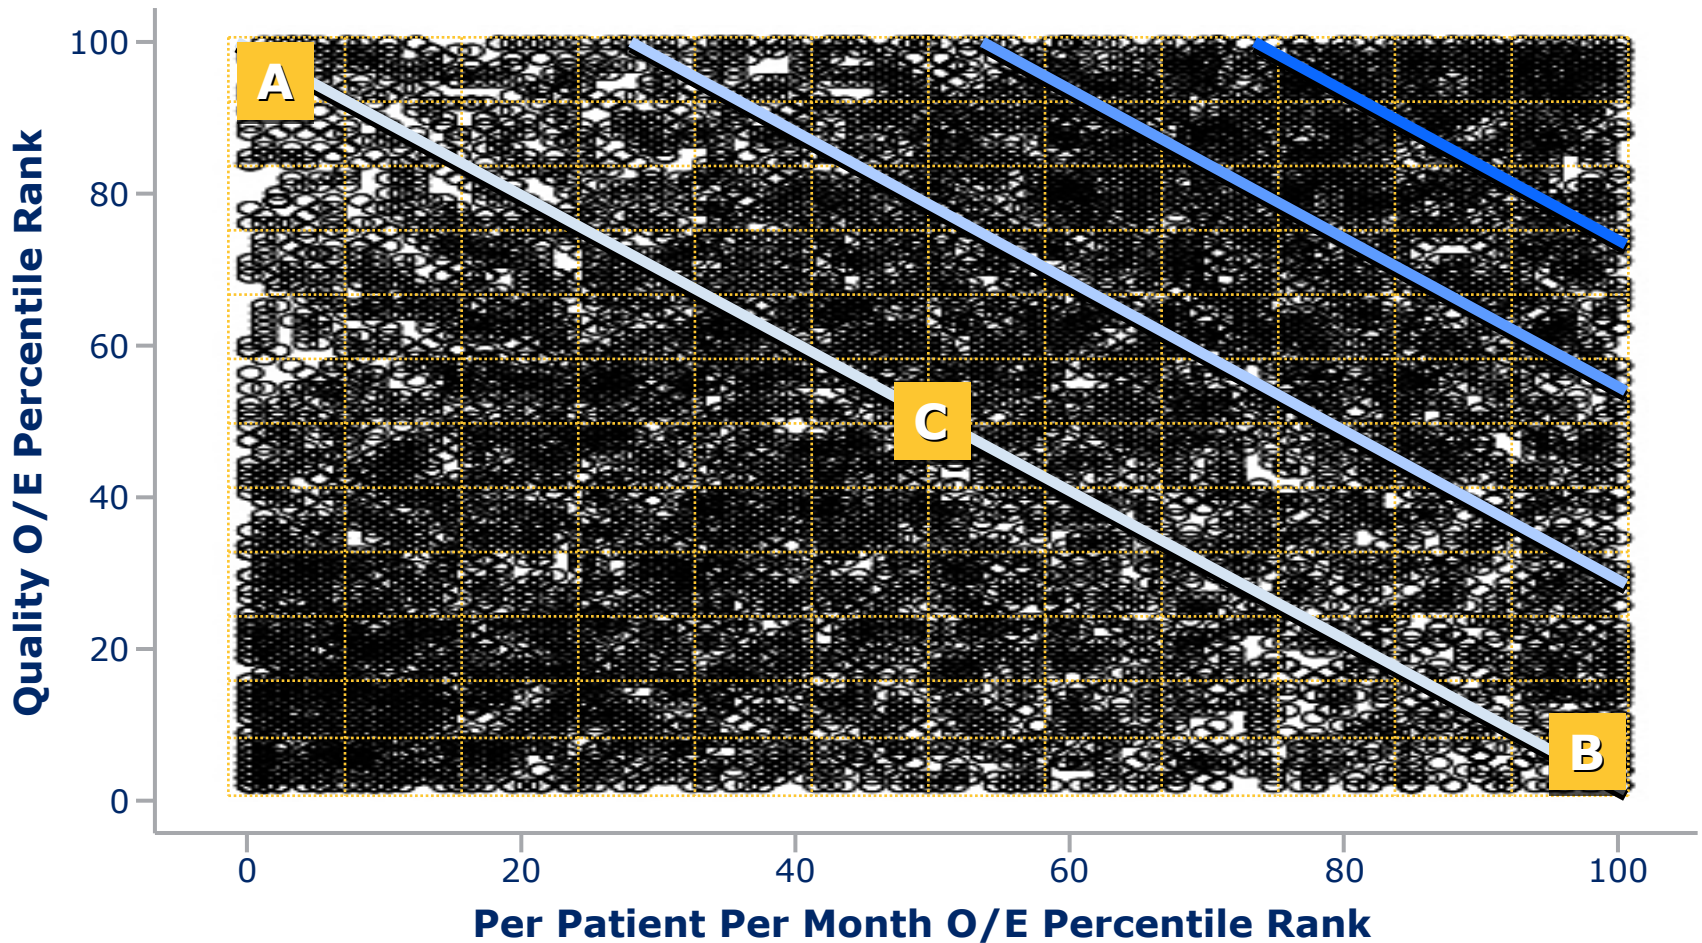 Quality O/E Percentile Rank
100
80
60
40
20
0
A
C
B
0 20 40 60 80 100
Per Patient Per Month O/E Percentile Rank